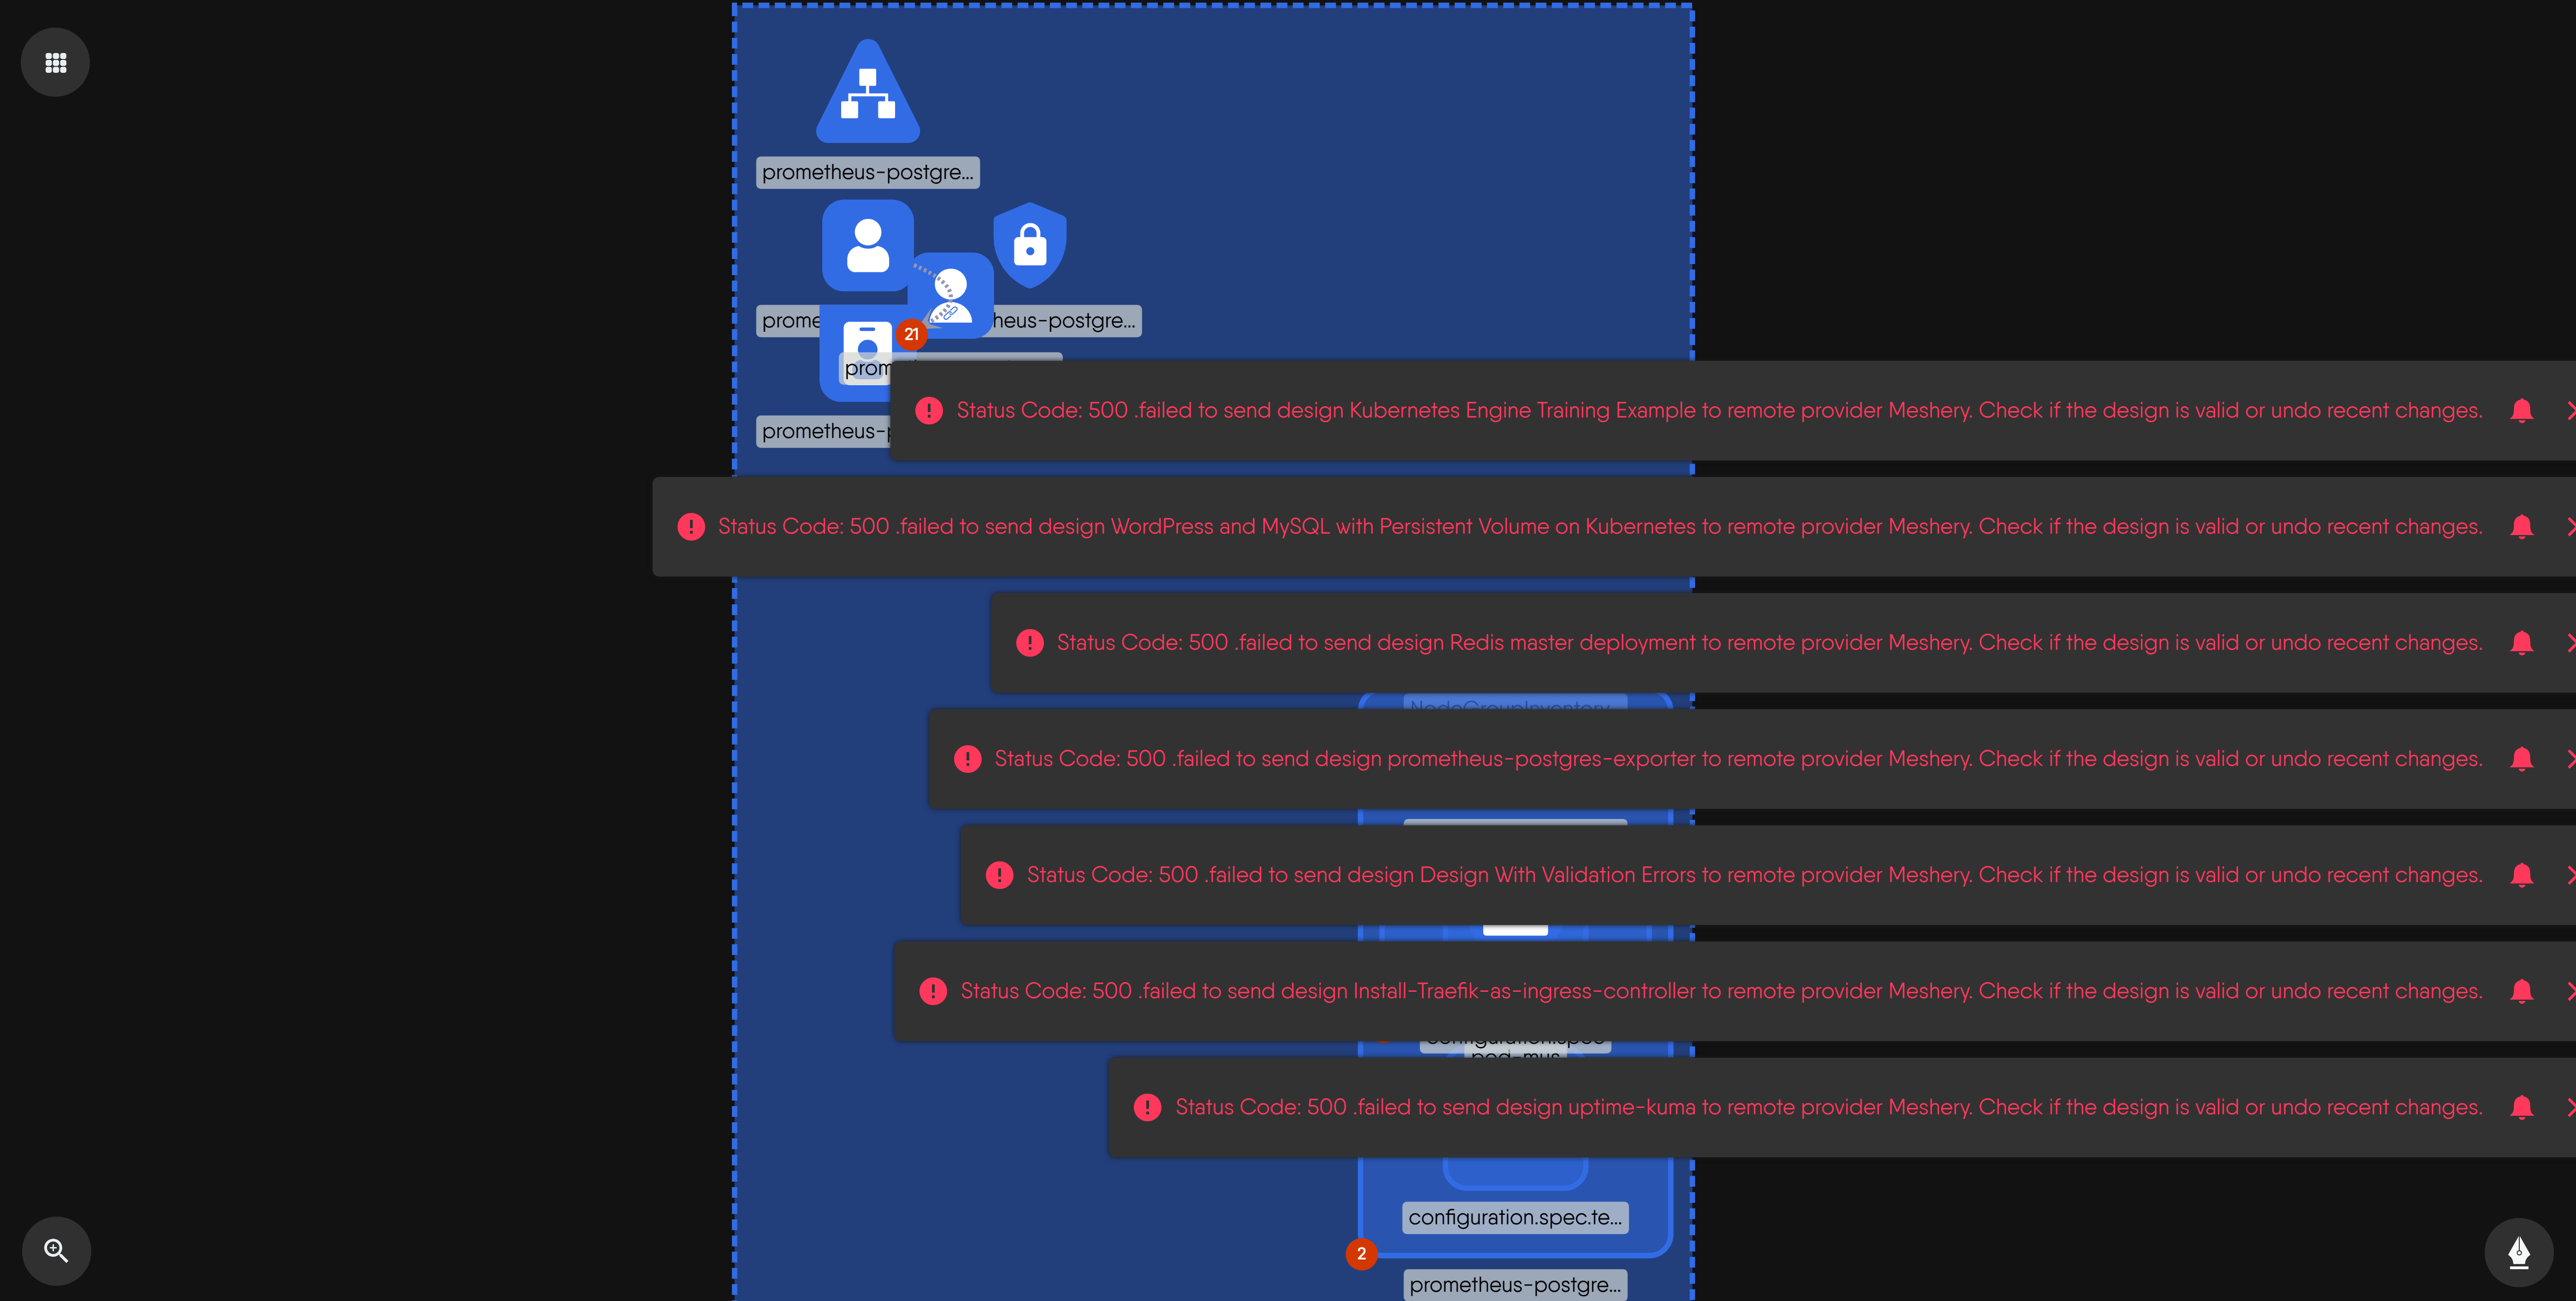 prometheus-postgre...
prome
heus-postgre...
21
prom
prometheus-p
Status Code: 500 .failed to send design Kubernetes Engine Training Example to remote provider Meshery. Check if the design is valid or undo recent changes.
Status Code: 500 .failed to send design WordPress and MySQL with Persistent Volume on Kubernetes to remote provider Meshery. Check if the design is valid or undo recent changes.
Status Code: 500 .failed to send design Redis master deployment to remote provider Meshery. Check if the design is valid or undo recent changes.
NodeGroupInventory
Status Code: 500 .failed to send design prometheus-postgres-exporter to remote provider Meshery. Check if the design is valid or undo recent changes.
Status Code: 500 .failed to send design Design With Validation Errors to remote provider Meshery. Check if the design is valid or undo recent changes.
Status Code: 500 .failed to send design Install-Traefik-as-ingress-controller to remote provider Meshery. Check if the design is valid or undo recent changes.
configuration.spec
Status Code: 500 .failed to send design uptime-kuma to remote provider Meshery. Check if the design is valid or undo recent changes.
configuration.spec.te...
2
prometheus-postgre...